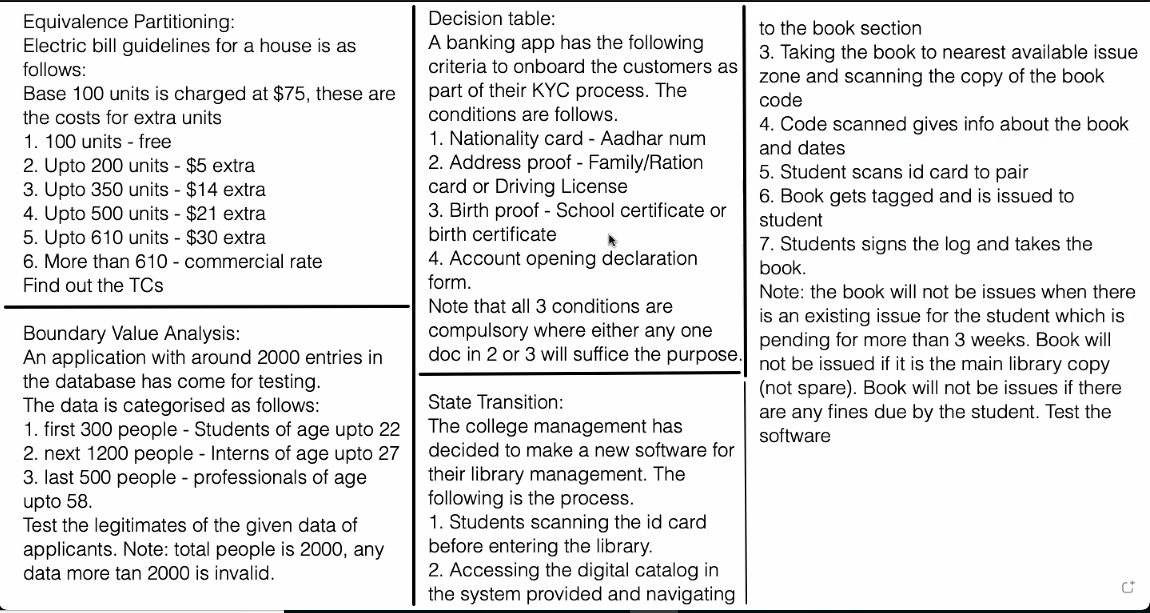 Equivalence Partitioning:
Electric bill guidelines for a house is as
follows:
Base 100 units is charged at $75, these are
the costs for extra units
1. 100 units - free
2. Upto 200 units - $5 extra
3. Upto 350 units - $14 extra
4. Upto 500 units - $21 extra
5. Upto 610 units - $30 extra
6. More than 610 - commercial rate
Find out the TCs
Boundary Value Analysis:
An application with around 2000 entries in
the database has come for testing.
The data is categorised as follows:
1. first 300 people - Students of age upto 22
2. next 1200 people - Interns of age upto 27
3. last 500 people - professionals of age
upto 58.
Test the legitimates of the given data of
applicants. Note: total people is 2000, any
data more tan 2000 is invalid.
Decision table:
A banking app has the following
criteria to onboard the customers as
part of their KYC process. The
conditions are follows.
1. Nationality card - Aadhar num
2. Address proof - Family/Ration
card or Driving License
3. Birth proof - School certificate or
birth certificate
4. Account opening declaration
form.
Note that all 3 conditions are
compulsory where either any one
doc in 2 or 3 will suffice the purpose.
State Transition:
The college management has
decided to make a new software for
their library management. The
following is the process.
1. Students scanning the id card
before entering the library.
2. Accessing the digital catalog in
the system provided and navigating
to the book section
3. Taking the book to nearest available issue
zone and scanning the copy of the book
code
4. Code scanned gives info about the book
and dates
5. Student scans id card to pair
6. Book gets tagged and is issued to
student
7. Students signs the log and takes the
book.
Note: the book will not be issues when there
is an existing issue for the student which is
pending for more than 3 weeks. Book will
not be issued if it is the main library copy
(not spare). Book will not be issues if there
are any fines due by the student. Test the
software